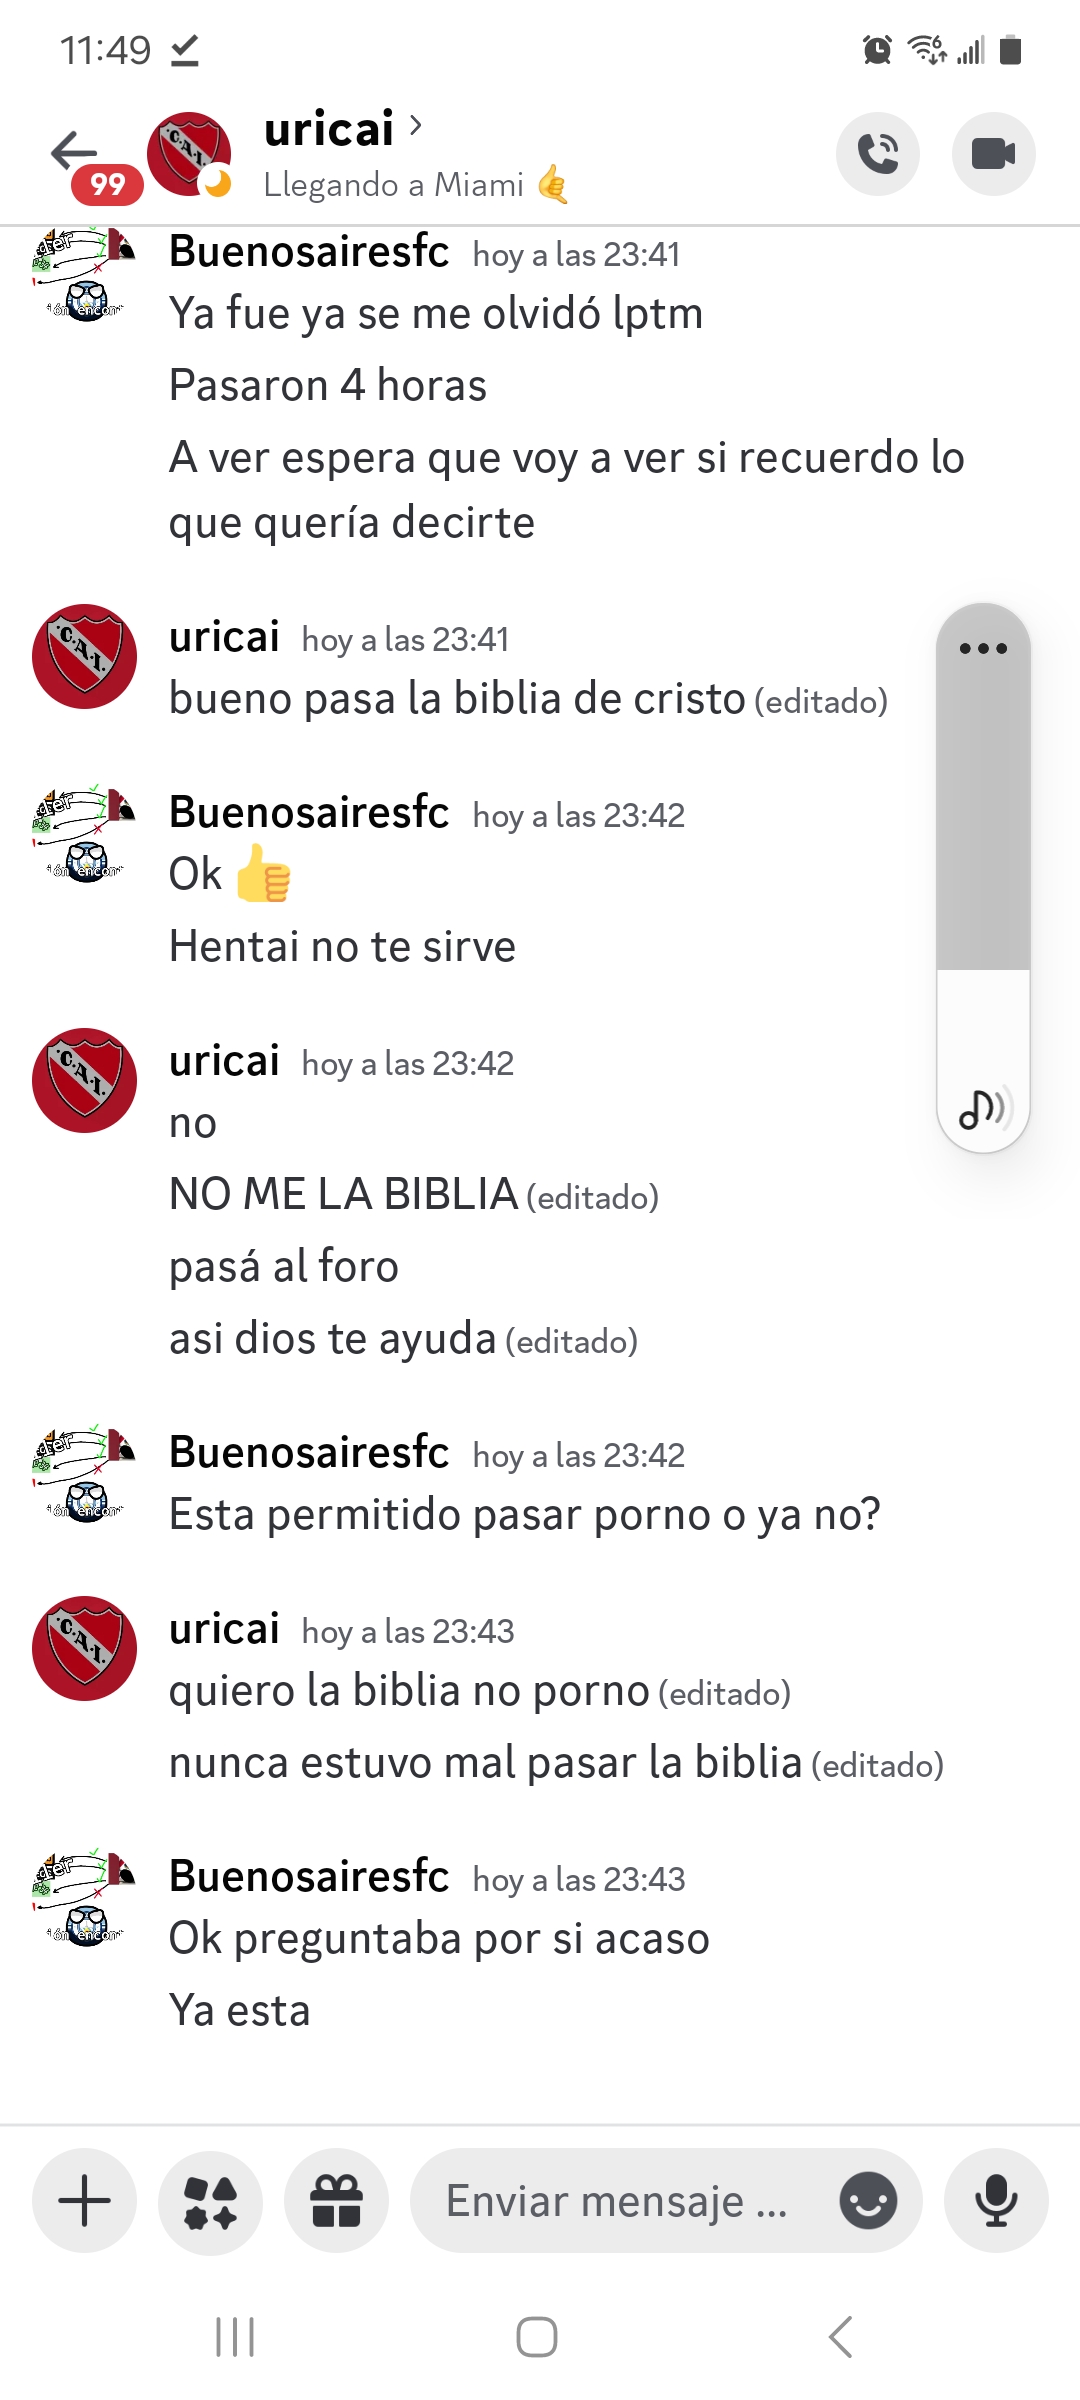 11:49
6
99
uricai
Llegando a Miami
Buenosairesfc hoy a las 23:41
Ya fue ya se me olvidó lptm
Pasaron 4 horas
A ver espera que voy a ver si recuerdo lo
que quería decirte
C.A.I.
uricai hoy a las 23:41
bueno pasa la biblia de cristo (editado)
Buenosairesfc hoy a las 23:42
Ok 👍
Hentai no te sirve
C.A.I.
uricai hoy a las 23:42
no
NO ME LA BIBLIA (editado)
pasá al foro
asi dios te ayuda (editado)
Buenosairesfc hoy a las 23:42
Esta permitido pasar porno o ya no?
C.A.I.
uricai hoy a las 23:43
quiero la biblia no porno (editado)
nunca estuvo mal pasar la biblia (editado)
Buenosairesfc hoy a las 23:43
Ok preguntaba por si acaso
Ya esta
Enviar mensaje ...